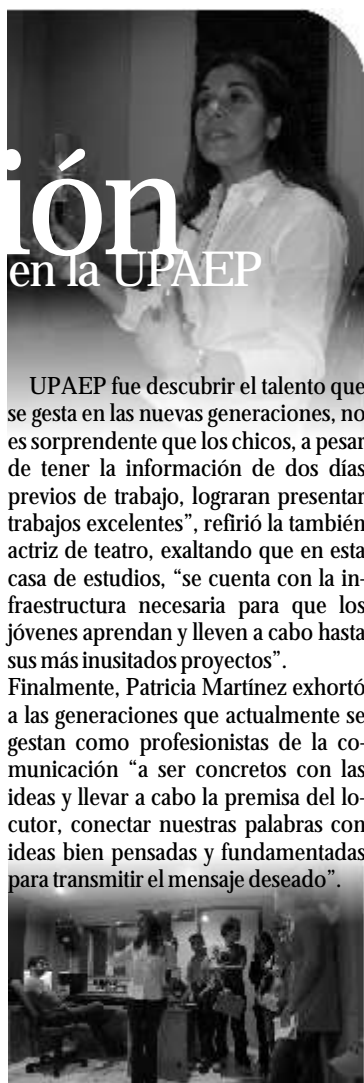 ión
en la UPAEP
UPAEP fue descubrir el talento que
se gesta en las nuevas generaciones, no
es sorprendente que los chicos, a pesar
de tener la información de dos días
previos de trabajo, lograran presentar
trabajos excelentes”, refirió la también
actriz de teatro, exaltando que en esta
casa de estudios, “se cuenta con la in-
fraestructura necesaria para que los
jóvenes aprendan y lleven a cabo hasta
sus más inusitados proyectos”.
Finalmente, Patricia Martínez exhortó
a las generaciones que actualmente se
gestan como profesionistas de la co-
municación “a ser concretos con las
ideas y llevar a cabo la premisa del lo-
cutor, conectar nuestras palabras con
ideas bien pensadas y fundamentadas
para transmitir el mensaje deseado”.